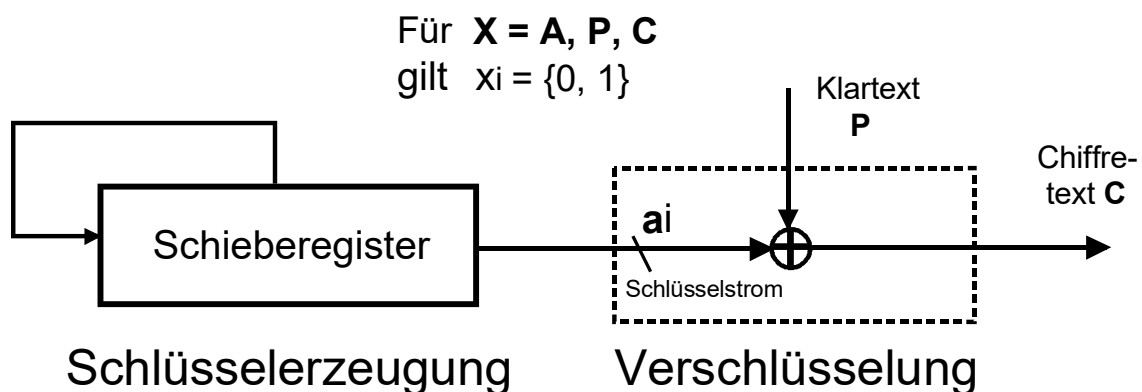 Für X = A, P, C
gilt xi = {0, 1}
Klartext
P
Chiffre-
text C
Schieberegister
ai
Schlüsselstrom
Schlüsselerzeugung
Verschlüsselung